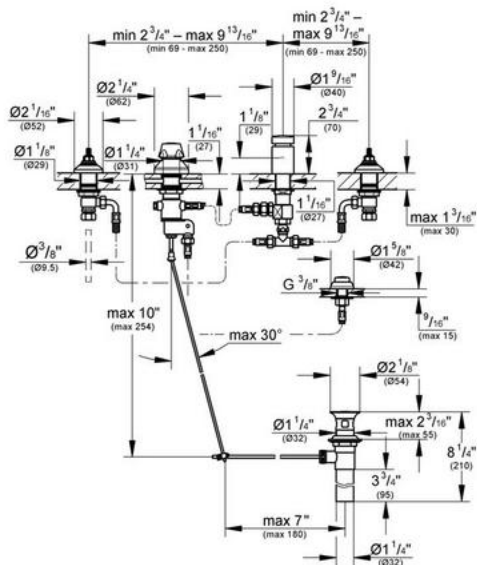 min 2 3/4" – max 9 13/16"
(min 69 - max 250)
min 2 3/4" –
max 9 13/16"
(min 69 - max 250)
Ø2 1/16"
(Ø52)
Ø2 1/4"
(Ø62)
Ø1 9/16"
(Ø40)
1 1/8"
(29)
2 3/4"
(70)
Ø1 1/8"
(Ø29)
Ø1 1/4"
(Ø31)
1 1/16"
(27)
1 1/16"
(Ø27)
max 1 3/16"
(max 30)
Ø3/8"
(Ø9.5)
Ø1 5/8"
(Ø42)
G 3/8"
9/16"
(max 15)
max 10"
(max 254)
max 30°
Ø2 1/8"
(Ø54)
Ø1 1/4"
(Ø32)
max 2 3/16"
(max 55)
8 1/4"
(210)
3 3/4"
(95)
max 7"
(max 180)
Ø1 1/4"
(Ø32)